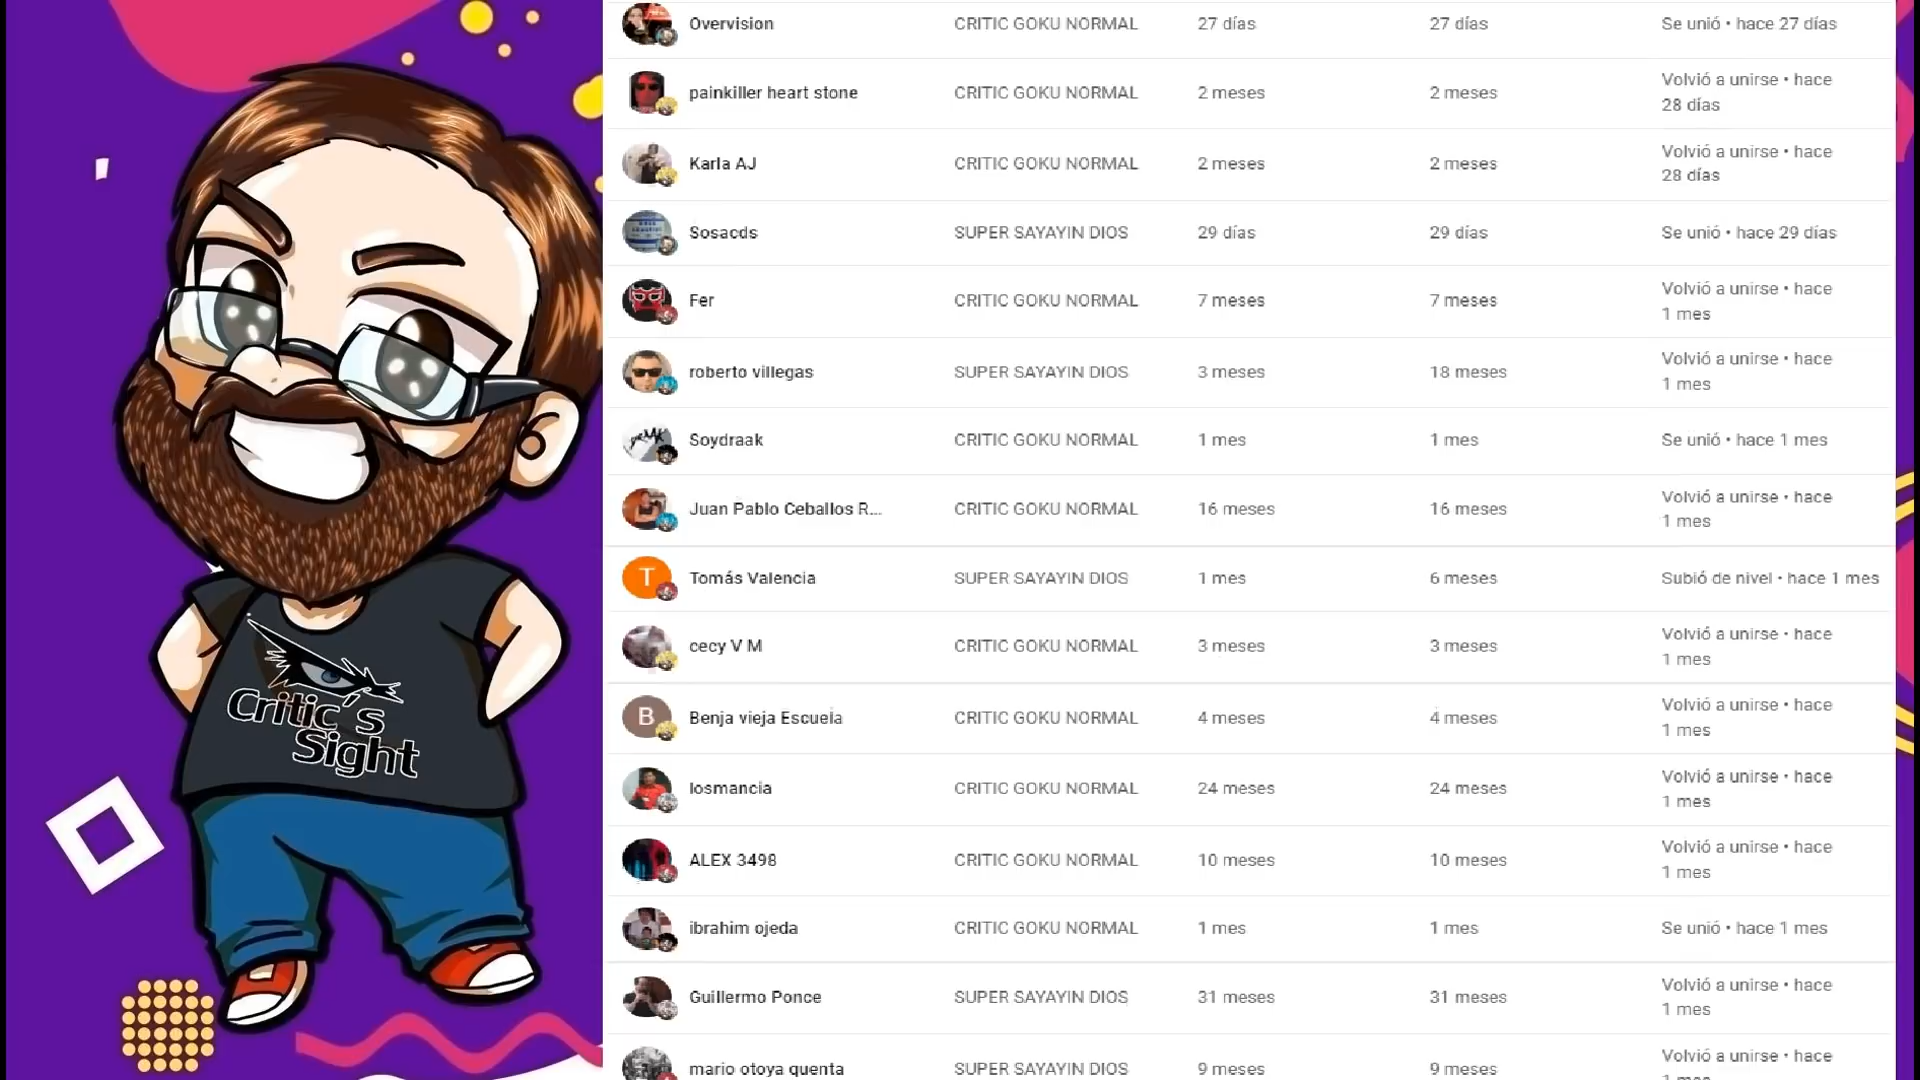 Overvision CRITIC GOKU NORMAL 27 días 27 días Se unió • hace 27 días
painkiller heart stone CRITIC GOKU NORMAL 2 meses 2 meses Volvió a unirse • hace
28 días
Karla AJ CRITIC GOKU NORMAL 2 meses 2 meses Volvió a unirse • hace
28 días
Sosacds SUPER SAYAYIN DIOS 29 días 29 días Se unió • hace 29 días
Fer CRITIC GOKU NORMAL 7 meses 7 meses Volvió a unirse • hace
1 mes
roberto villegas SUPER SAYAYIN DIOS 3 meses 18 meses Volvió a unirse • hace
1 mes
Soydraak CRITIC GOKU NORMAL 1 mes 1 mes Se unió • hace 1 mes
Juan Pablo Ceballos R... CRITIC GOKU NORMAL 16 meses 16 meses Volvió a unirse • hace
1 mes
T Tomás Valencia SUPER SAYAYIN DIOS 1 mes 6 meses Subió de nivel • hace 1 mes
cecy V M CRITIC GOKU NORMAL 3 meses 3 meses Volvió a unirse • hace
1 mes
B Benja vieja Escuela CRITIC GOKU NORMAL 4 meses 4 meses Volvió a unirse • hace
1 mes
losmancia CRITIC GOKU NORMAL 24 meses 24 meses Volvió a unirse • hace
1 mes
ALEX 3498 CRITIC GOKU NORMAL 10 meses 10 meses Volvió a unirse • hace
1 mes
ibrahim ojeda CRITIC GOKU NORMAL 1 mes 1 mes Se unió • hace 1 mes
Guillermo Ponce SUPER SAYAYIN DIOS 31 meses 31 meses Volvió a unirse • hace
1 mes
mario otoya quenta SUPER SAYAYIN DIOS 9 meses 9 meses Volvió a unirse • hace
Critic's
Sight